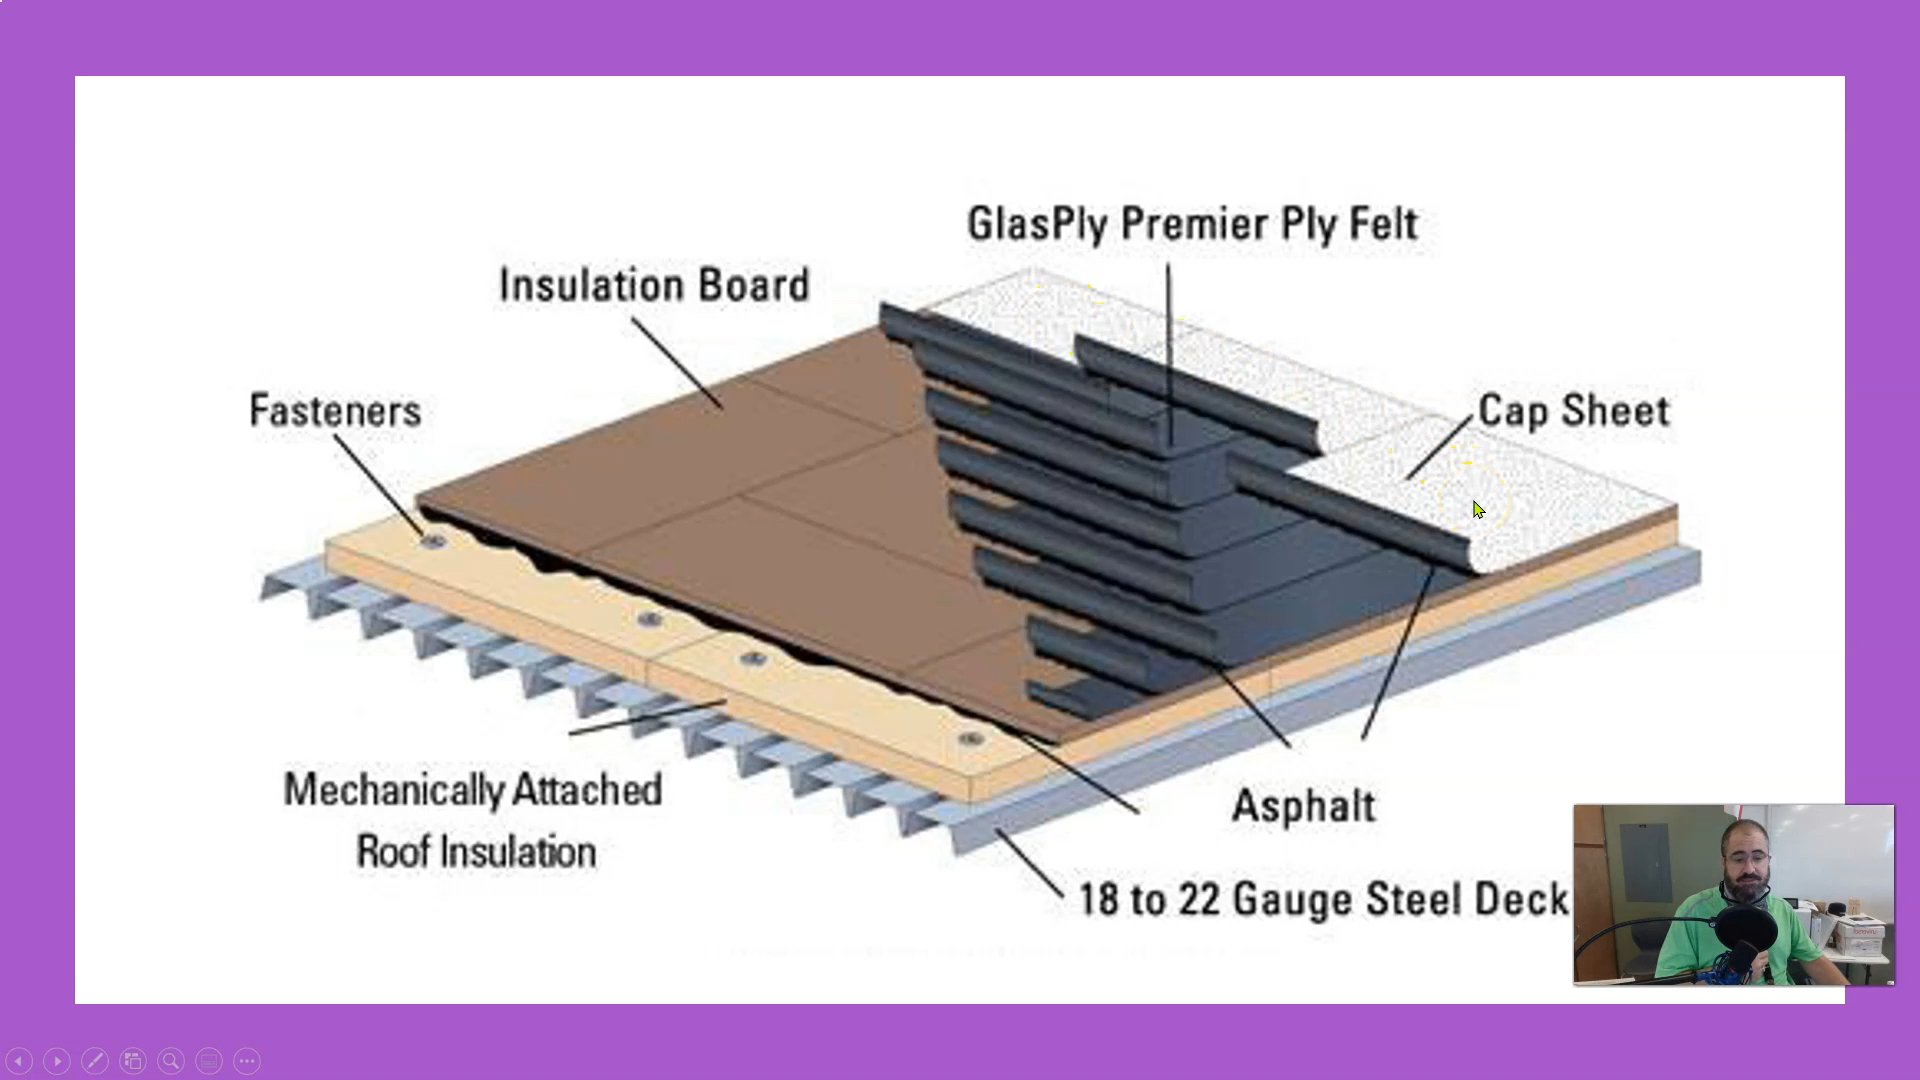 GlasPly Premier Ply Felt
Insulation Board
Fasteners
Cap Sheet
Mechanically Attached
Roof Insulation
Asphalt
18 to 22 Gauge Steel Deck